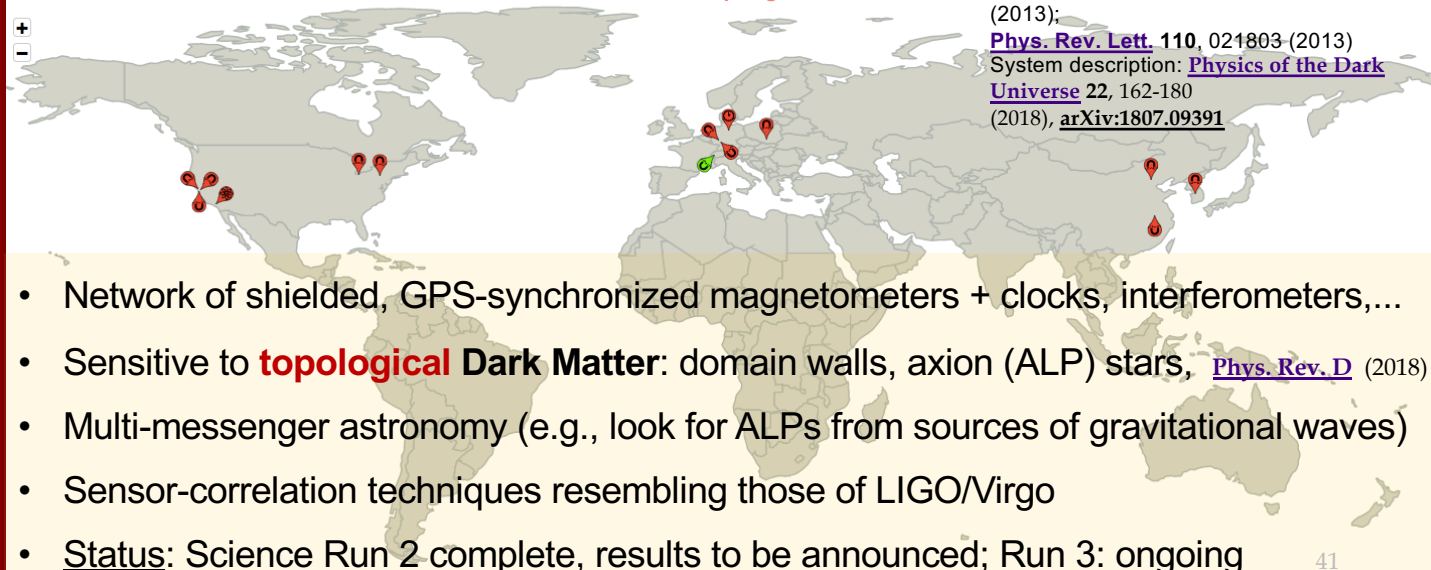 (2013);
Phys. Rev. Lett. 110, 021803 (2013)
System description: Physics of the Dark
Universe 22, 162-180
(2018), arXiv:1807.09391
+
−
• Network of shielded, GPS-synchronized magnetometers + clocks, interferometers,...
• Sensitive to topological Dark Matter: domain walls, axion (ALP) stars, Phys. Rev. D (2018)
• Multi-messenger astronomy (e.g., look for ALPs from sources of gravitational waves)
• Sensor-correlation techniques resembling those of LIGO/Virgo
• Status: Science Run 2 complete, results to be announced; Run 3: ongoing
41